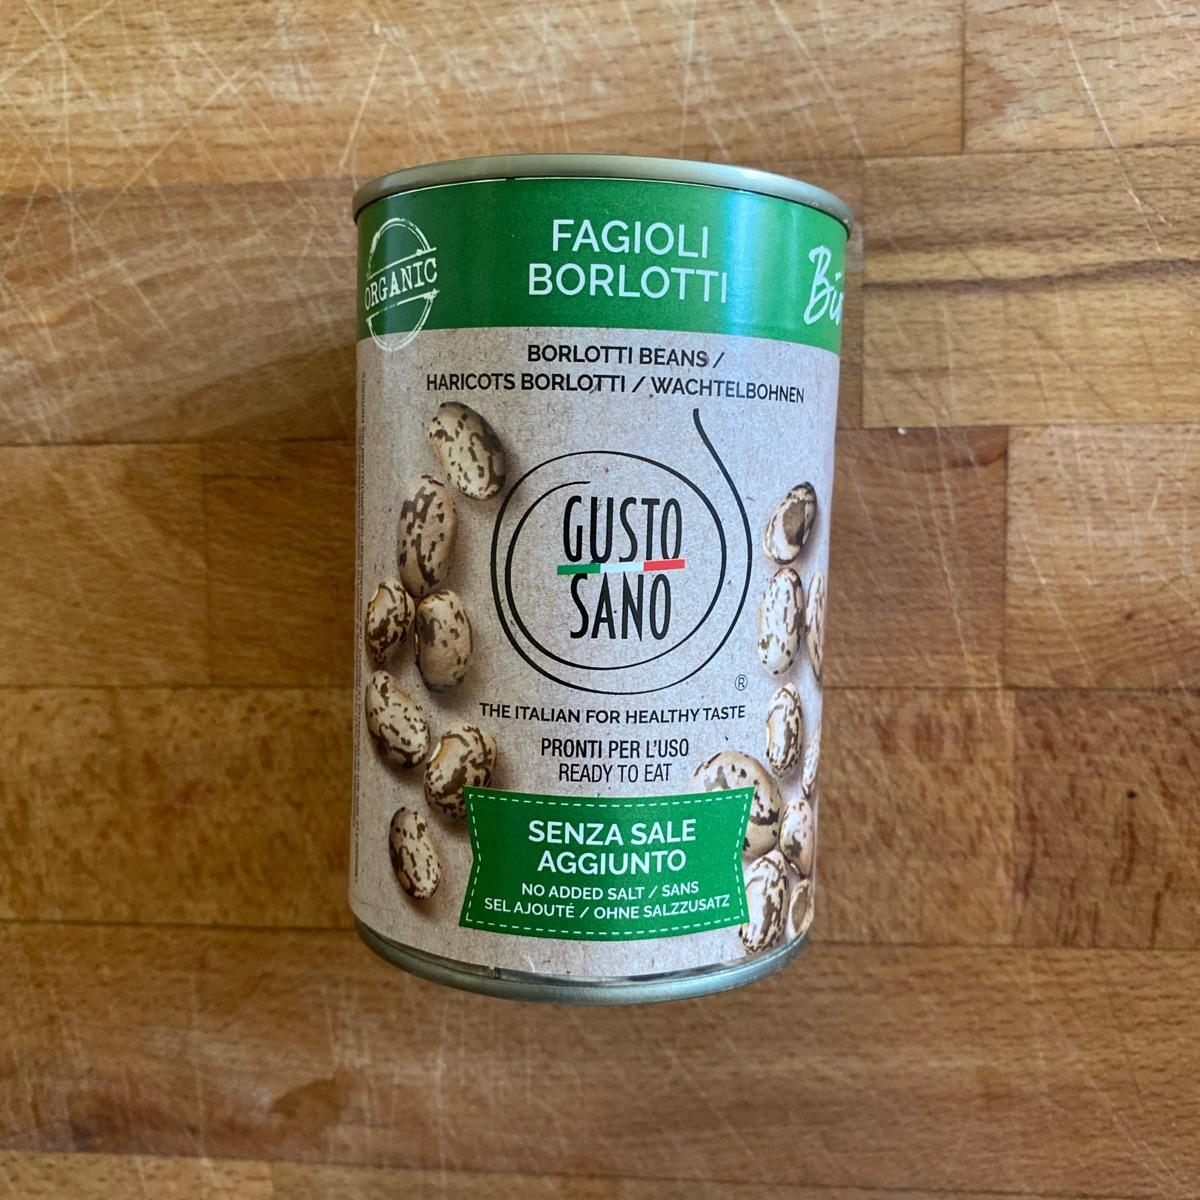 ORGANIC
FAGIOLI
BORLOTTI
BORLOTTI BEANS /
HARICOTS BORLOTTI / WACHTELBOHNEN
GUSTO
SANO
®
THE ITALIAN FOR HEALTHY TASTE
PRONTI PER L'USO
READY TO EAT
SENZA SALE
AGGIUNTO
NO ADDED SALT / SANS
SEL AJOUTÉ / OHNE SALZZUSATZ